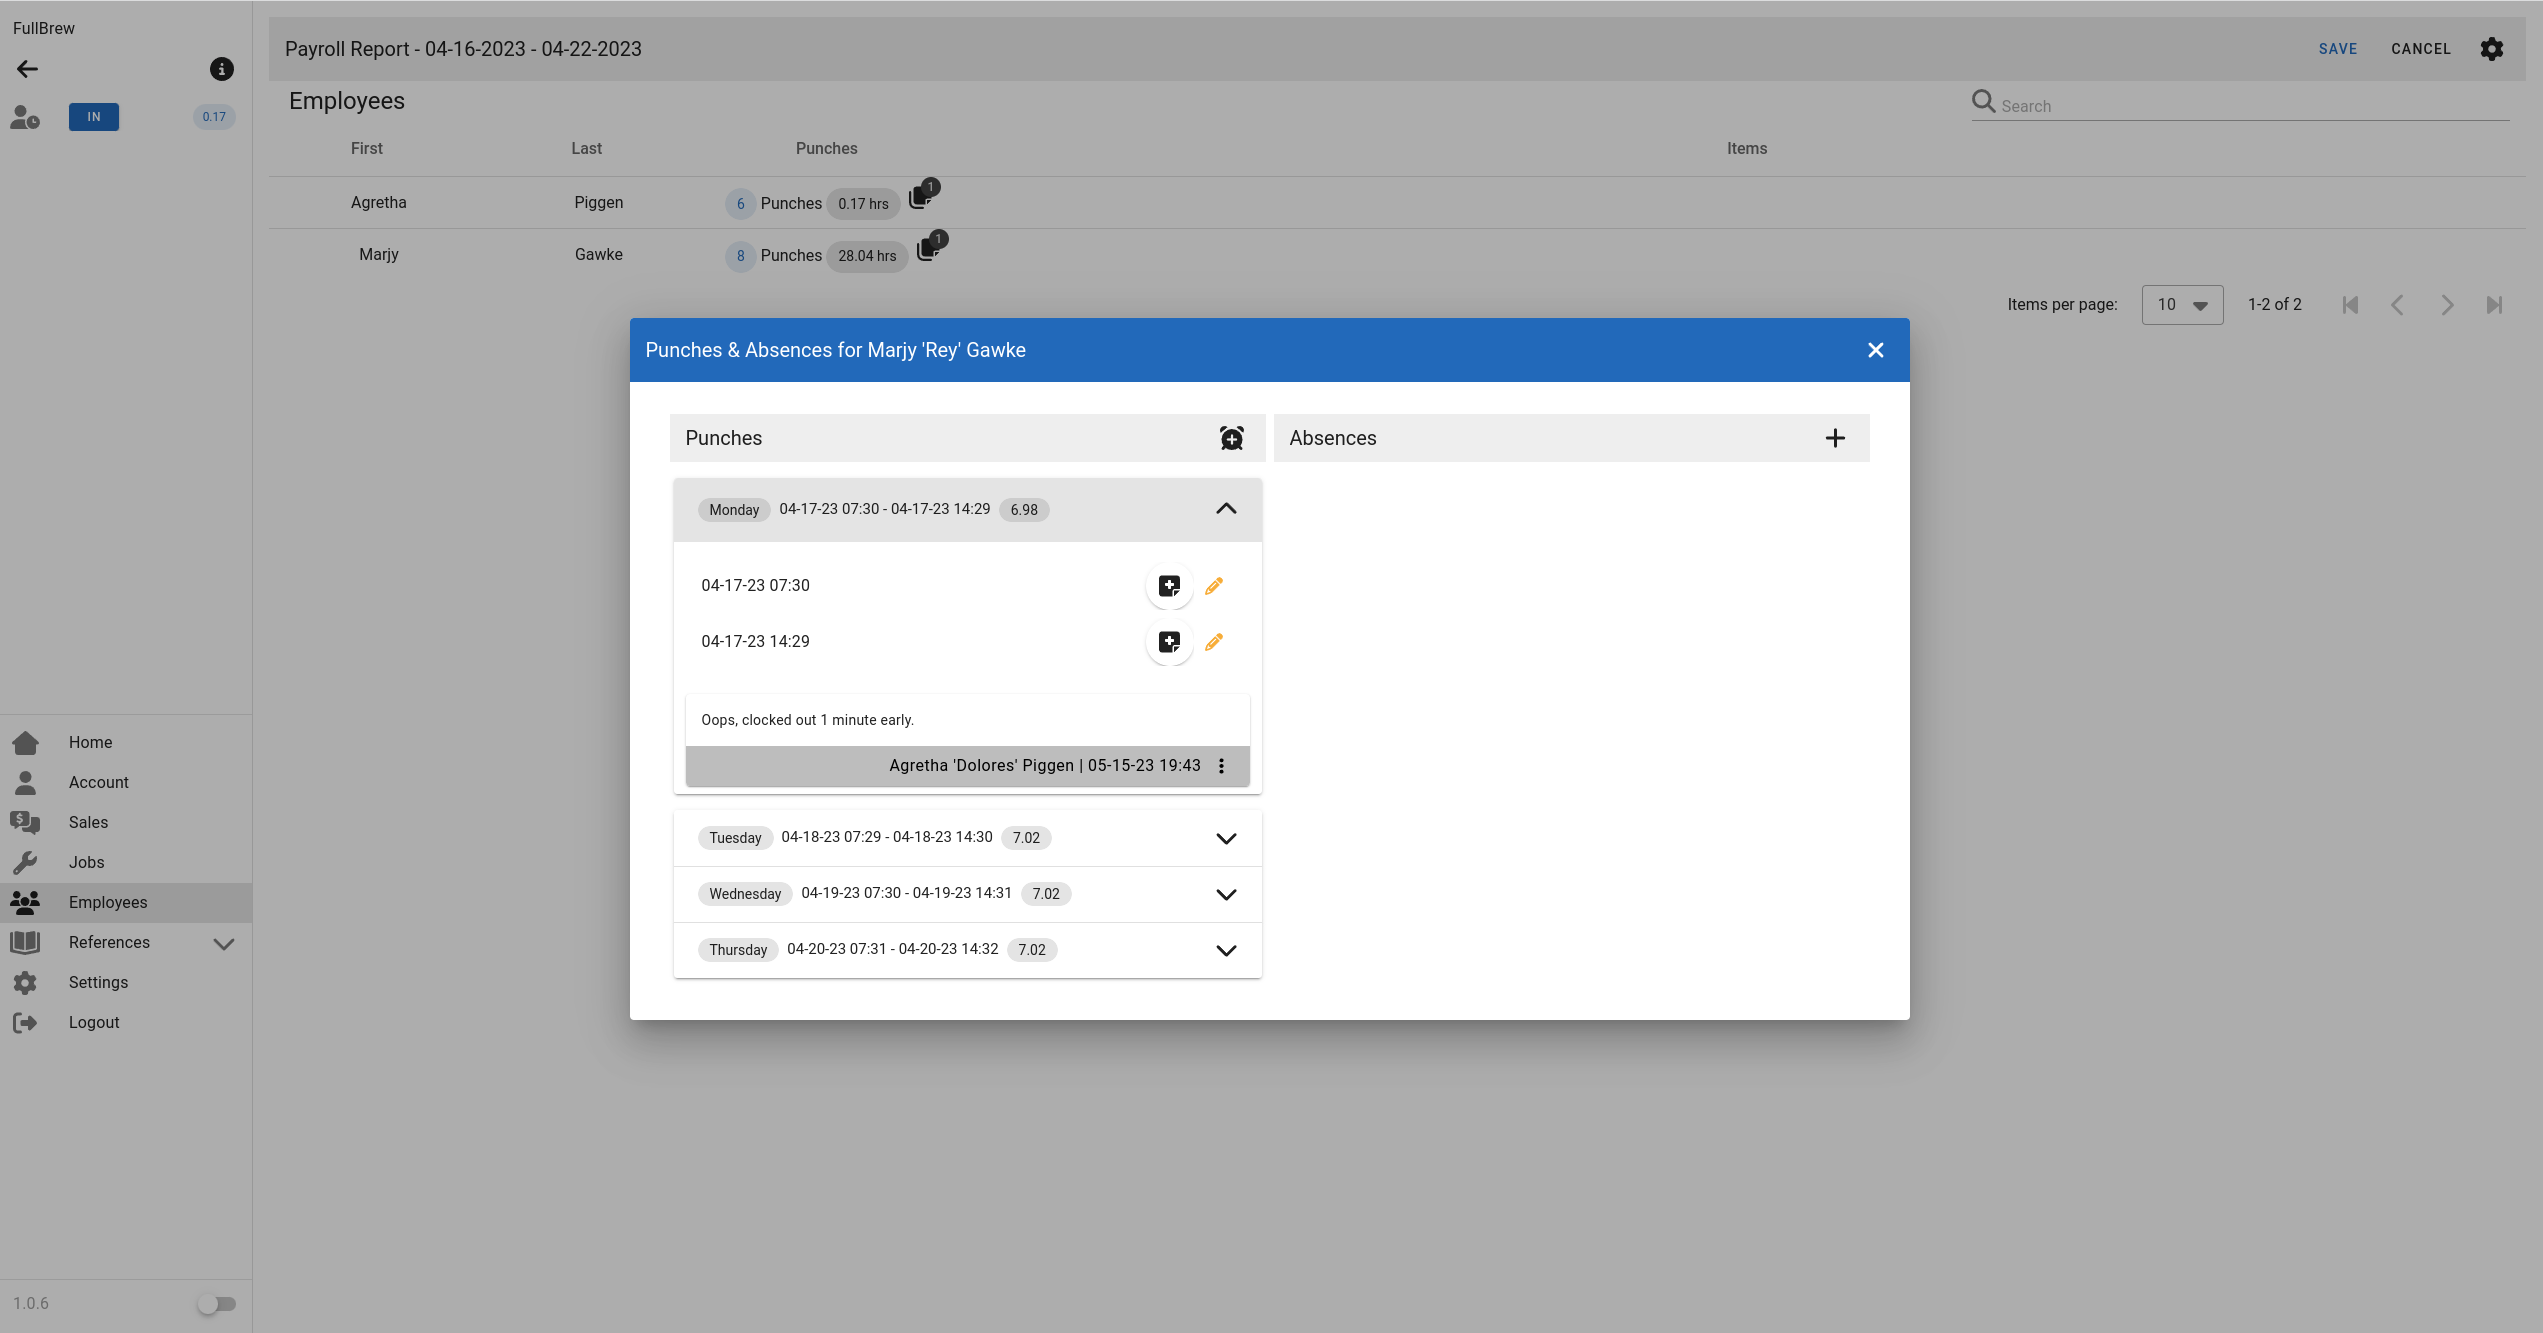 FullBrew
IN
0.17
Home
Account
Sales
Jobs
Employees
References
Settings
Logout
1.0.6
Payroll Report - 04-16-2023 - 04-22-2023
SAVE CANCEL
Employees
Search
First Last Punches Items
Agretha Piggen 6 Punches 0.17 hrs 1
Marjy Gawke 8 Punches 28.04 hrs 1
Items per page: 10 1-2 of 2
Punches & Absences for Marjy 'Rey' Gawke
Punches
Monday 04-17-23 07:30 - 04-17-23 14:29 6.98
04-17-23 07:30
04-17-23 14:29
Oops, clocked out 1 minute early.
Agretha 'Dolores' Piggen | 05-15-23 19:43
Tuesday 04-18-23 07:29 - 04-18-23 14:30 7.02
Wednesday 04-19-23 07:30 - 04-19-23 14:31 7.02
Thursday 04-20-23 07:31 - 04-20-23 14:32 7.02
Absences